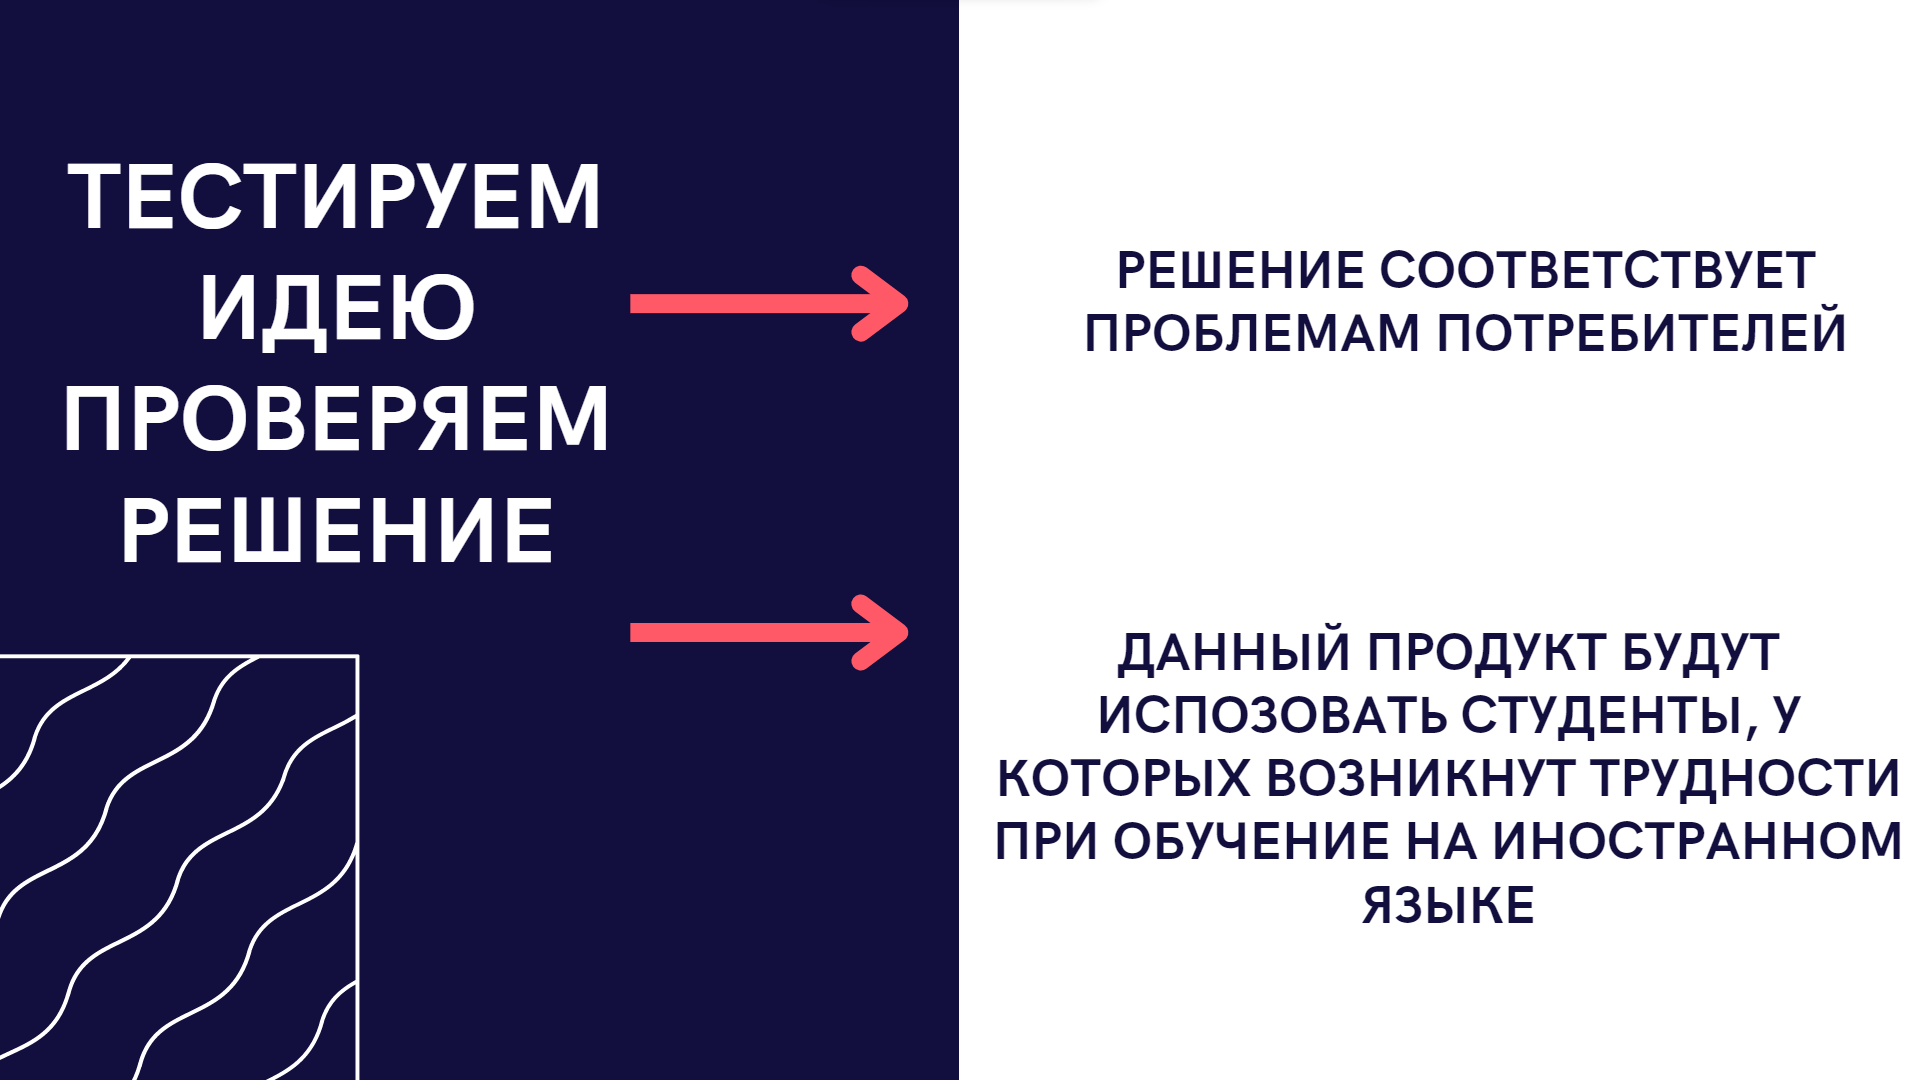 ТЕСТИРУЕМ
ИДЕЮ
ПРОВЕРЯЕМ
РЕШЕНИЕ
РЕШЕНИЕ СООТВЕТСТВУЕТ
ПРОБЛЕМАМ ПОТРЕБИТЕЛЕЙ
ДАННЫЙ ПРОДУКТ БУДУТ
ИСПОЗОВАТЬ СТУДЕНТЫ, У
КОТОРЫХ ВОЗНИКНУТ ТРУДНОСТИ
ПРИ ОБУЧЕНИЕ НА ИНОСТРАННОМ
ЯЗЫКЕ